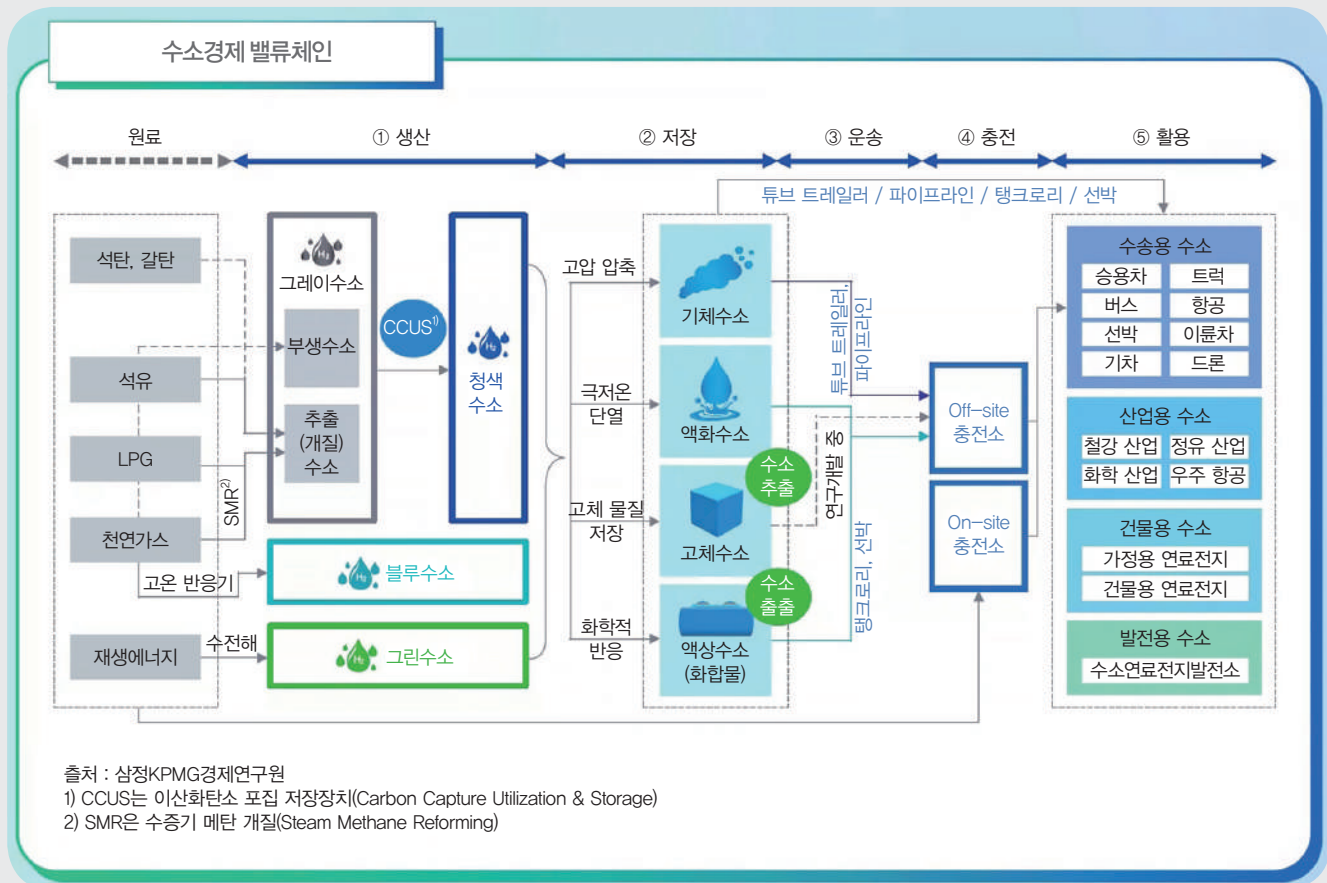 수소경제 밸류체인
원료
① 생산
② 저장
③ 운송
④ 충전
⑤ 활용
튜브 트레일러 / 파이프라인 / 탱크로리 / 선박
석탄, 갈탄
석유
LPG
천연가스
재생에너지
SMR2)
고온 반응기
수전해
H2
그레이수소
부생수소
추출
(개질)
수소
CCUS1)
H2
청색
수소
H2
블루수소
H2
그린수소
고압 압축
극저온
단열
고체 물질
저장
화학적
반응
기체수소
액화수소
고체수소
액상수소
(화합물)
수소
추출
수소
출출
튜브 트레일러,
파이프라인
연구개발 중
탱크로리, 선박
Off-site
충전소
On-site
충전소
수송용 수소
승용차
트럭
버스
항공
선박
이륜차
기차
드론
산업용 수소
철강 산업
정유 산업
화학 산업
우주 항공
건물용 수소
가정용 연료전지
건물용 연료전지
발전용 수소
수소연료전지발전소
출처 : 삼정KPMG경제연구원
1) CCUS는 이산화탄소 포집 저장장치(Carbon Capture Utilization & Storage)
2) SMR은 수증기 메탄 개질(Steam Methane Reforming)